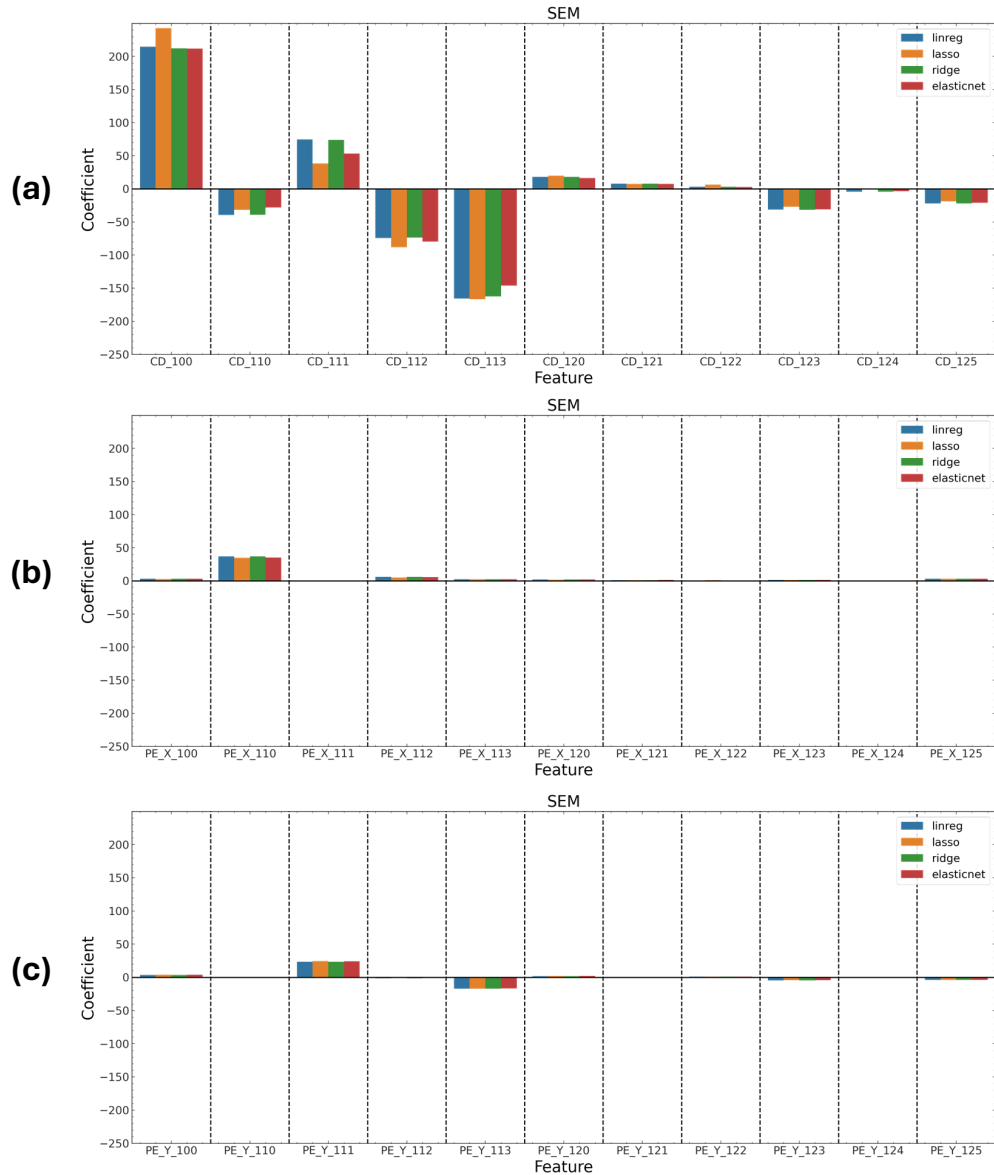 SEM
(a)
Coefficient
200
150
100
50
0
−50
−100
−150
−200
−250
linreg
lasso
ridge
elasticnet
CD_100 CD_110 CD_111 CD_112 CD_113 CD_120 CD_121 CD_122 CD_123 CD_124 CD_125
Feature
SEM
(b)
Coefficient
200
150
100
50
0
−50
−100
−150
−200
−250
linreg
lasso
ridge
elasticnet
PE_X_100 PE_X_110 PE_X_111 PE_X_112 PE_X_113 PE_X_120 PE_X_121 PE_X_122 PE_X_123 PE_X_124 PE_X_125
Feature
SEM
(c)
Coefficient
200
150
100
50
0
−50
−100
−150
−200
−250
linreg
lasso
ridge
elasticnet
PE_Y_100 PE_Y_110 PE_Y_111 PE_Y_112 PE_Y_113 PE_Y_120 PE_Y_121 PE_Y_122 PE_Y_123 PE_Y_124 PE_Y_125
Feature